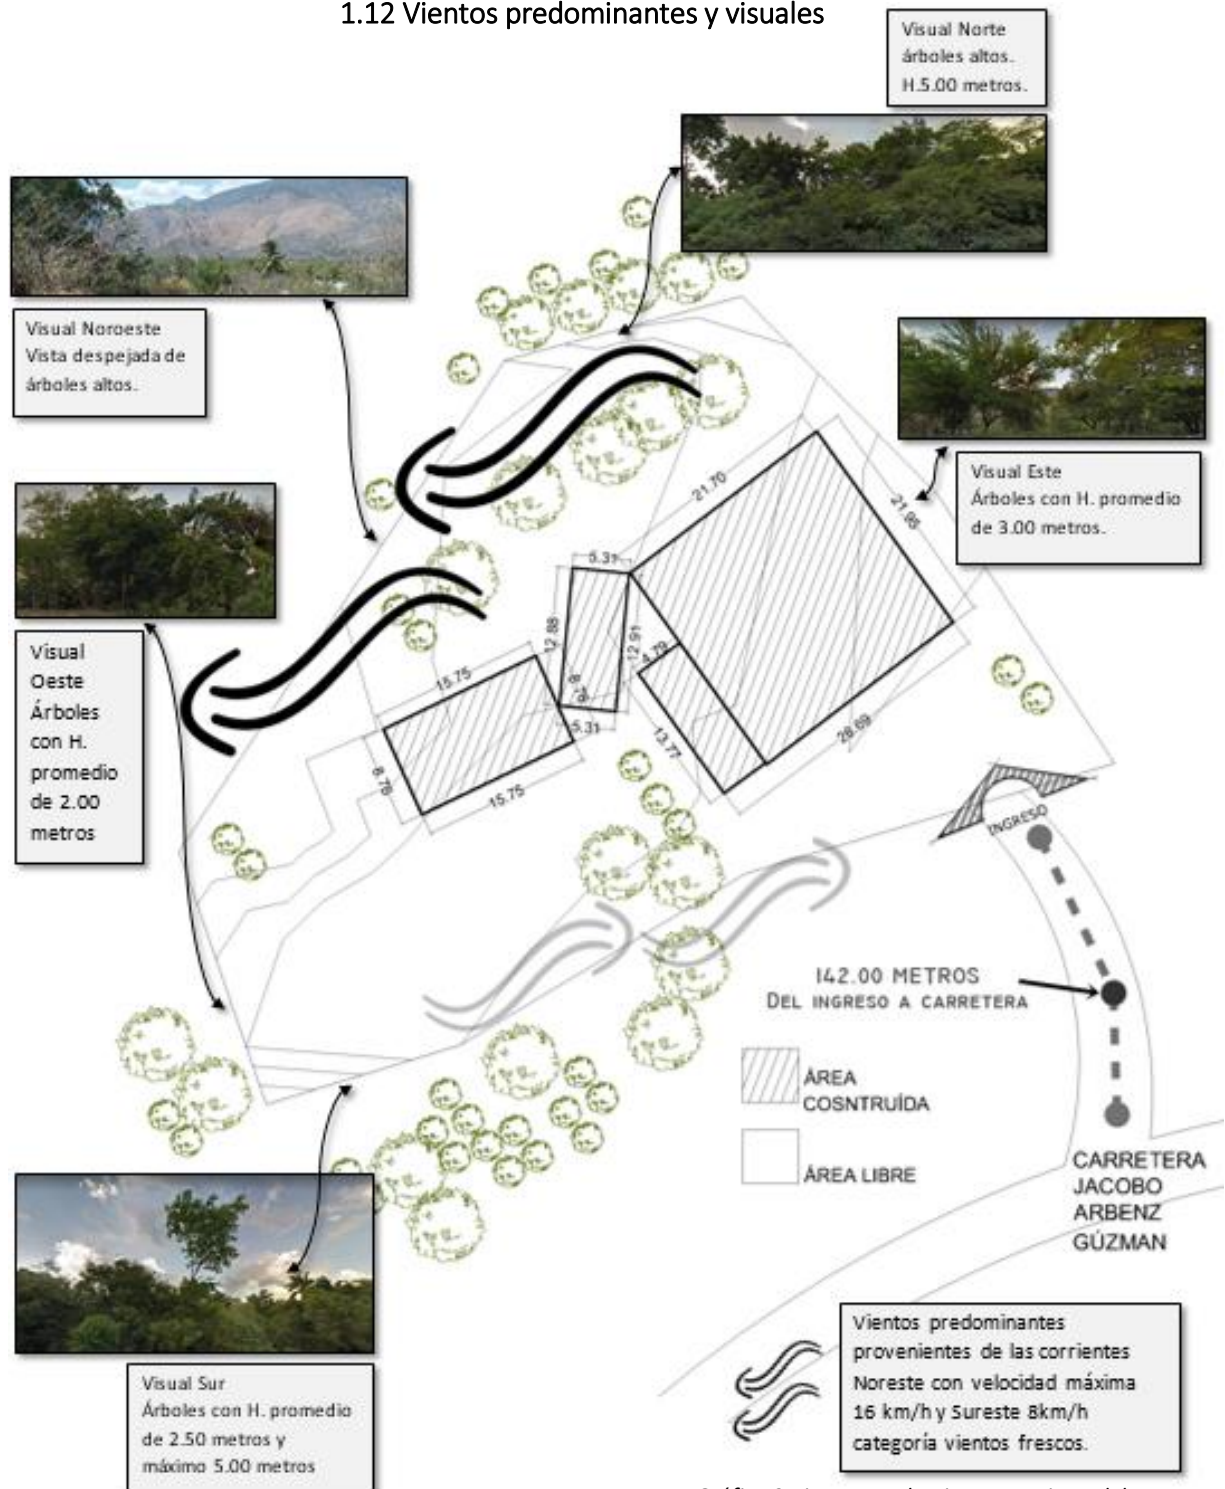 1.12 Vientos predominantes y visuales
Visual Norte
árboles altos.
H.5.00 metros.
Visual Noroeste
Vista despejada de
árboles altos.
Visual Este
Árboles con H. promedio
de 3.00 metros.
Visual
Oeste
Árboles
con H.
promedio
de 2.00
metros
21.70
21.95
5.31
12.88
12.91
4.79
8.76
5.31
15.75
8.76
15.75
13.77
28.69
INGRESO
142.00 METROS
DEL INGRESO A CARRETERA
ÁREA
COSNTRUÍDA
ÁREA LIBRE
CARRETERA
JACOBO
ARBENZ
GÚZMAN
Visual Sur
Árboles con H. promedio
de 2.50 metros y
máximo 5.00 metros
Vientos predominantes
provenientes de las corrientes
Noreste con velocidad máxima
16 km/h y Sureste 8km/h
categoría vientos frescos.